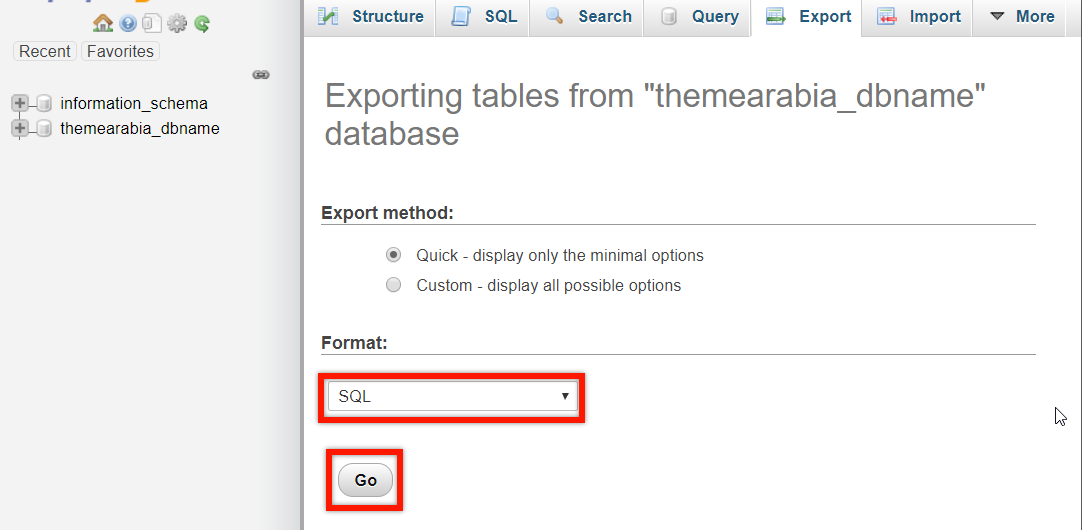 Structure SQL Search Query Export Import More
Recent Favorites
information_schema
themearabia_dbname
Exporting tables from "themearabia_dbname"
database
Export method:
Quick - display only the minimal options
Custom - display all possible options
Format:
SQL
Go